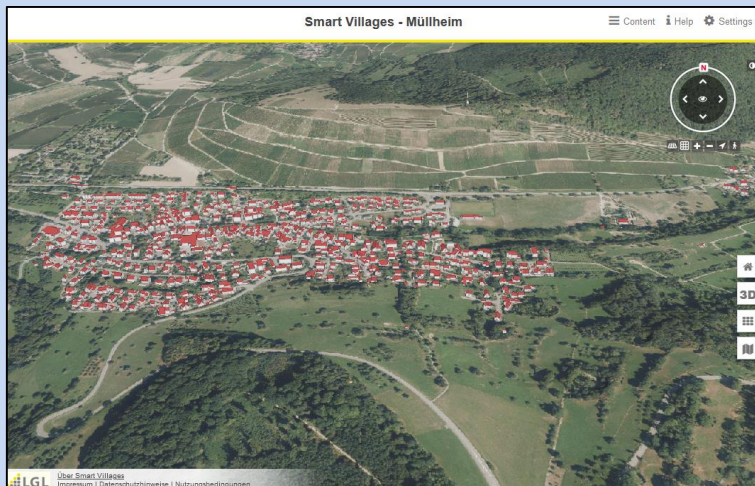 Smart Villages - Müllheim
Content
Help
Settings
N
3D
LGL
Über Smart Villages
Impressum | Datenschutzhinweise | Nutzungsbedingungen